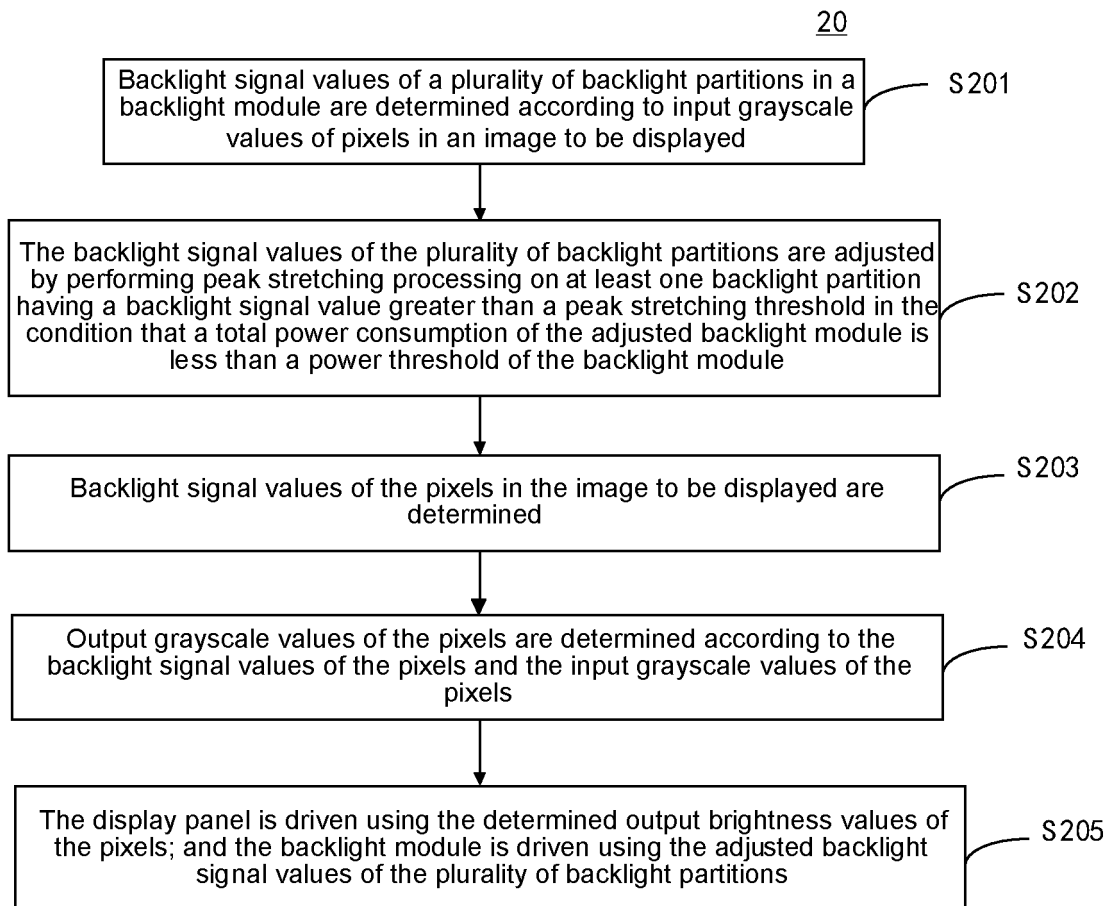 20
Backlight signal values of a plurality of backlight partitions in a
backlight module are determined according to input grayscale
values of pixels in an image to be displayed
S201
The backlight signal values of the plurality of backlight partitions are adjusted
by performing peak stretching processing on at least one backlight partition
having a backlight signal value greater than a peak stretching threshold in the
condition that a total power consumption of the adjusted backlight module is
less than a power threshold of the backlight module
S202
Backlight signal values of the pixels in the image to be displayed are
determined
S203
Output grayscale values of the pixels are determined according to the
backlight signal values of the pixels and the input grayscale values of the
pixels
S204
The display panel is driven using the determined output brightness values of
the pixels; and the backlight module is driven using the adjusted backlight
signal values of the plurality of backlight partitions
S205